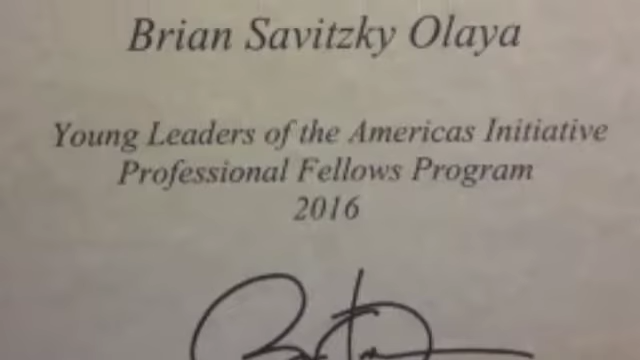 Brian Savitzky Olaya
Young Leaders of the Americas Initiative
Professional Fellows Program
2016